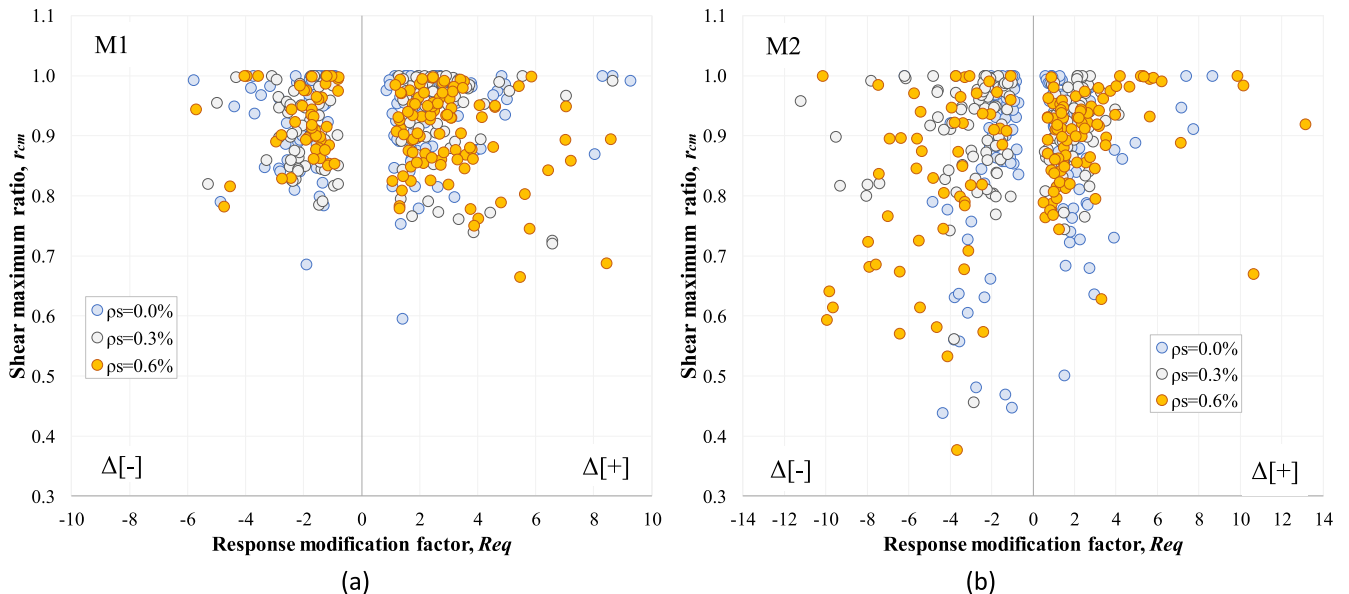 M1
Shear maximum ratio, rcm
1.1
1.0
0.9
0.8
0.7
0.6
0.5
0.4
0.3
ρs=0.0%
ρs=0.3%
ρs=0.6%
Δ[-]
Δ[+]
-10 -8 -6 -4 -2 0 2 4 6 8 10
Response modification factor, Req
(a)
M2
Shear maximum ratio, rcm
1.1
1.0
0.9
0.8
0.7
0.6
0.5
0.4
0.3
ρs=0.0%
ρs=0.3%
ρs=0.6%
Δ[-]
Δ[+]
-14 -12 -10 -8 -6 -4 -2 0 2 4 6 8 10 12 14
Response modification factor, Req
(b)